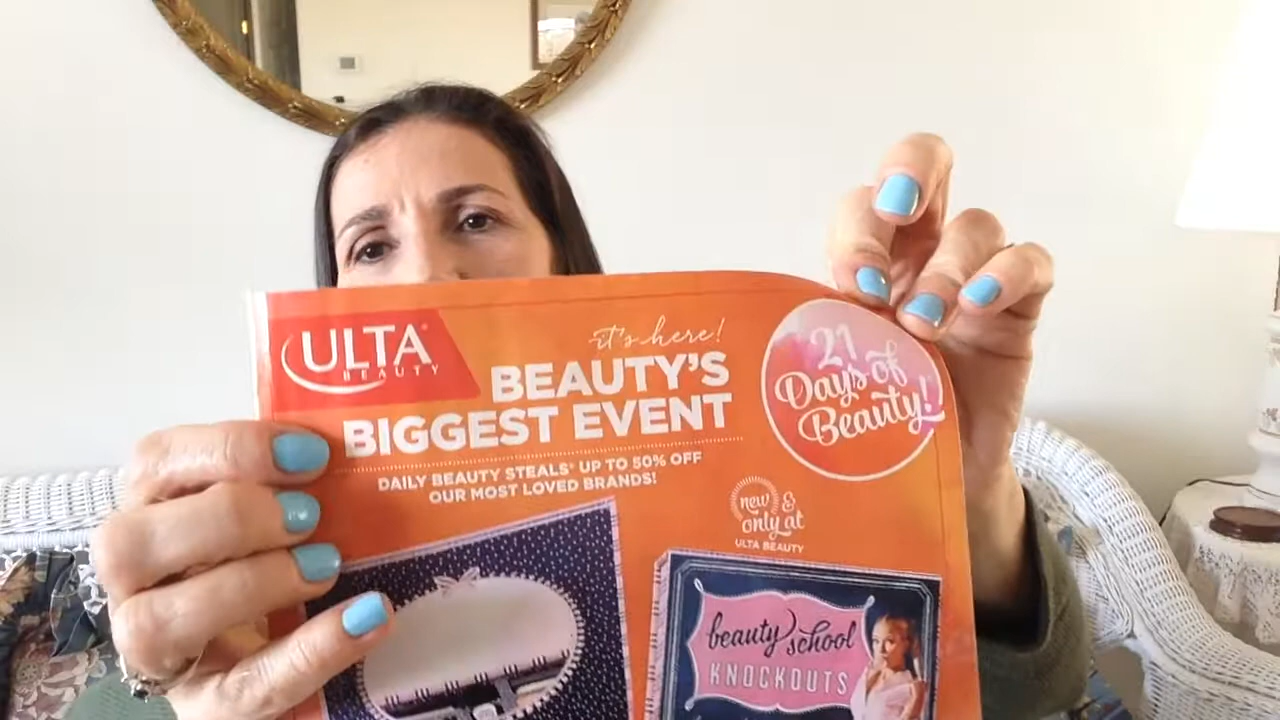 ULTA
BEAUTY
it's here!
BEAUTY'S
BIGGEST EVENT
DAILY BEAUTY STEALS* UP TO 50% OFF
OUR MOST LOVED BRANDS!
21
Days of
Beauty!
new &
only at
ULTA BEAUTY
beauty school
KNOCKOUTS